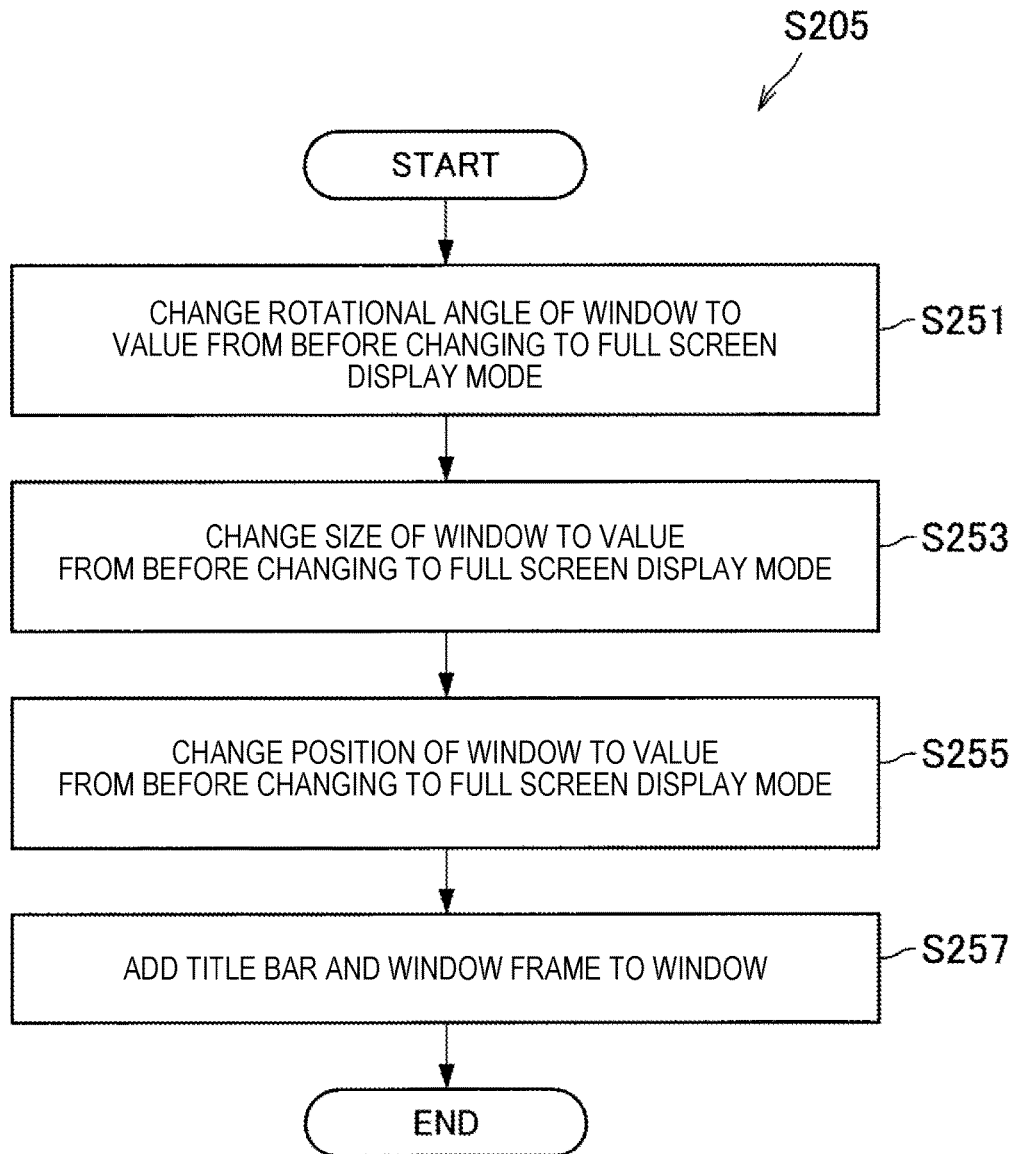 S205
START
CHANGE ROTATIONAL ANGLE OF WINDOW TO
VALUE FROM BEFORE CHANGING TO FULL SCREEN
DISPLAY MODE
S251
CHANGE SIZE OF WINDOW TO VALUE
FROM BEFORE CHANGING TO FULL SCREEN DISPLAY MODE
S253
CHANGE POSITION OF WINDOW TO VALUE
FROM BEFORE CHANGING TO FULL SCREEN DISPLAY MODE
S255
ADD TITLE BAR AND WINDOW FRAME TO WINDOW
S257
END